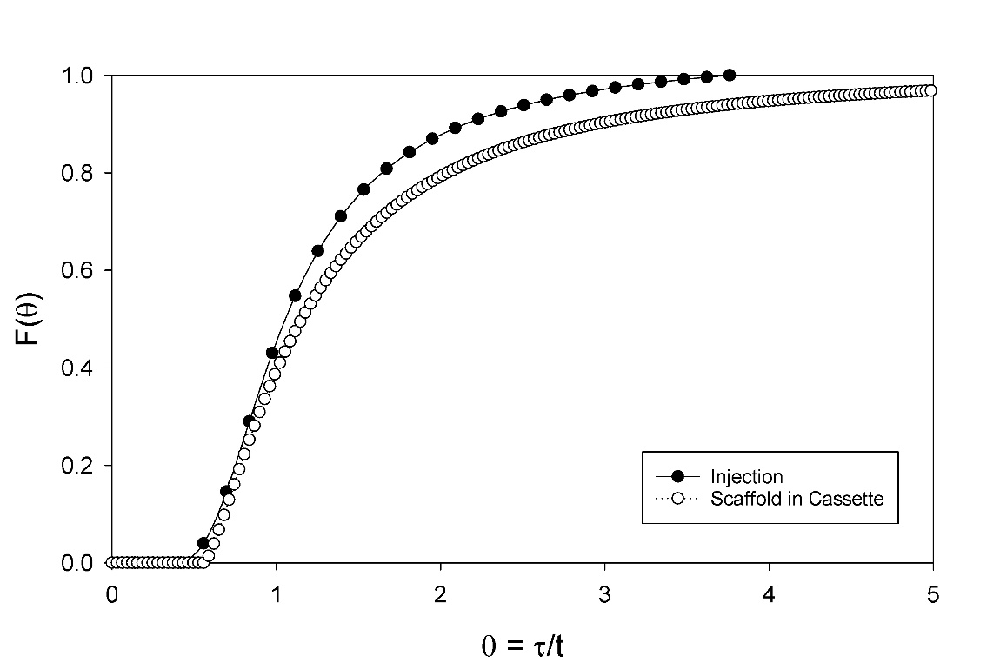 1.0
0.8
0.6
0.4
0.2
0.0
F(θ)
0 1 2 3 4 5
θ = τ/t
Injection
Scaffold in Cassette